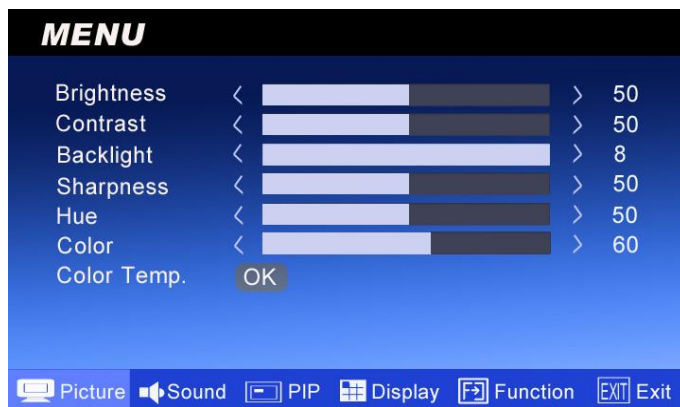 MENU
Brightness < > 50
Contrast < > 50
Backlight < > 8
Sharpness < > 50
Hue < > 50
Color < > 60
Color Temp. OK
Picture Sound PIP Display F Function EXIT Exit